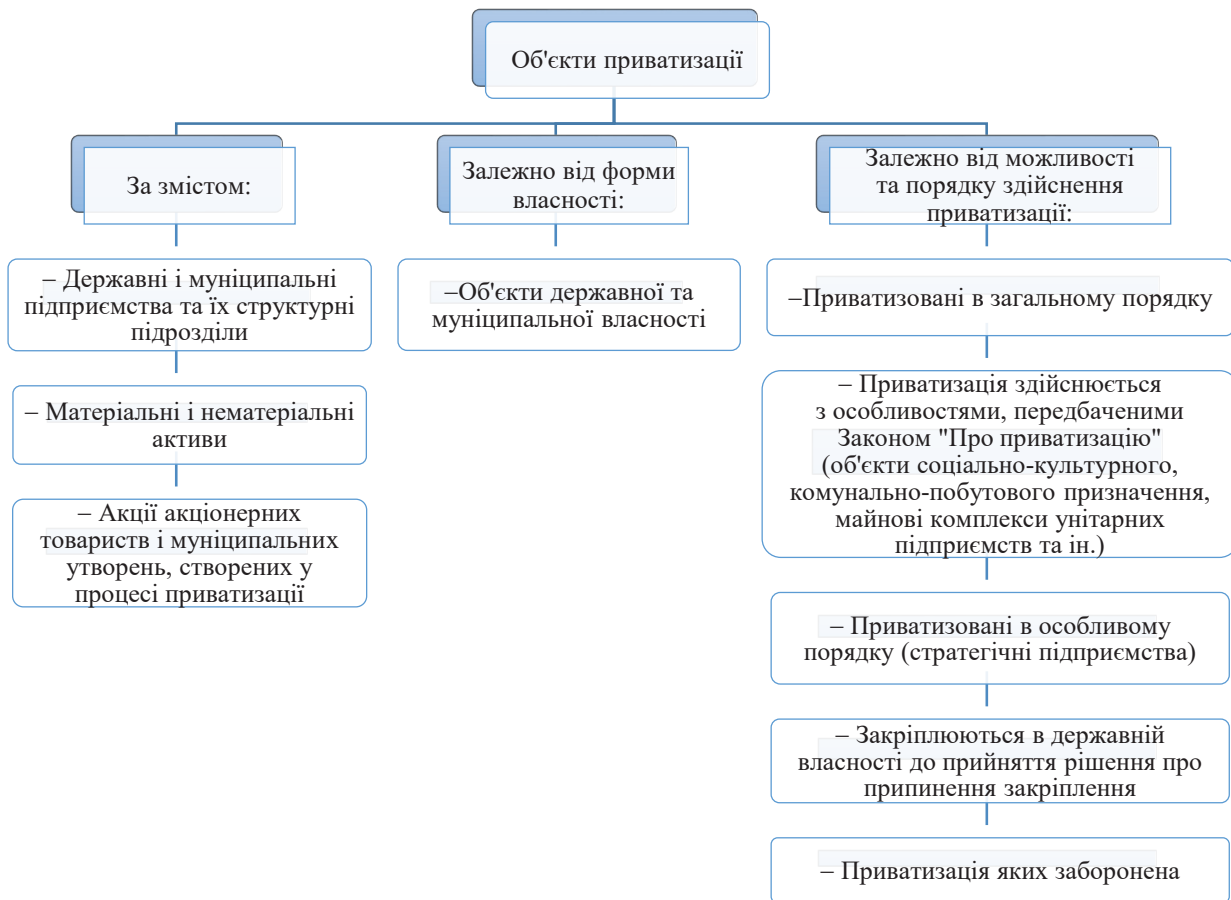 Об'єкти приватизації
За змістом:
Залежно від форми
власності:
Залежно від можливості
та порядку здійснення
приватизації:
– Державні і муніципальні
підприємства та їх структурні
підрозділи
– Матеріальні і нематеріальні
активи
– Акції акціонерних
товариств і муніципальних
утворень, створених у
процесі приватизації
–Об'єкти державної та
муніципальної власності
–Приватизовані в загальному порядку
– Приватизація здійснюється
з особливостями, передбаченими
Законом "Про приватизацію"
(об'єкти соціально-культурного,
комунально-побутового призначення,
майнові комплекси унітарних
підприємств та ін.)
– Приватизовані в особливому
порядку (стратегічні підприємства)
– Закріплюються в державній
власності до прийняття рішення про
припинення закріплення
– Приватизація яких заборонена